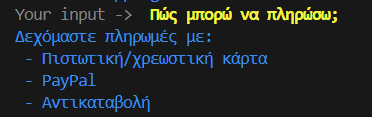 Your input -> Πώς μπορώ να πληρώσω;
Δεχόμαστε πληρωμές με:
- Πιστωτική/χρεωστική κάρτα
- PayPal
- Αντικαταβολή